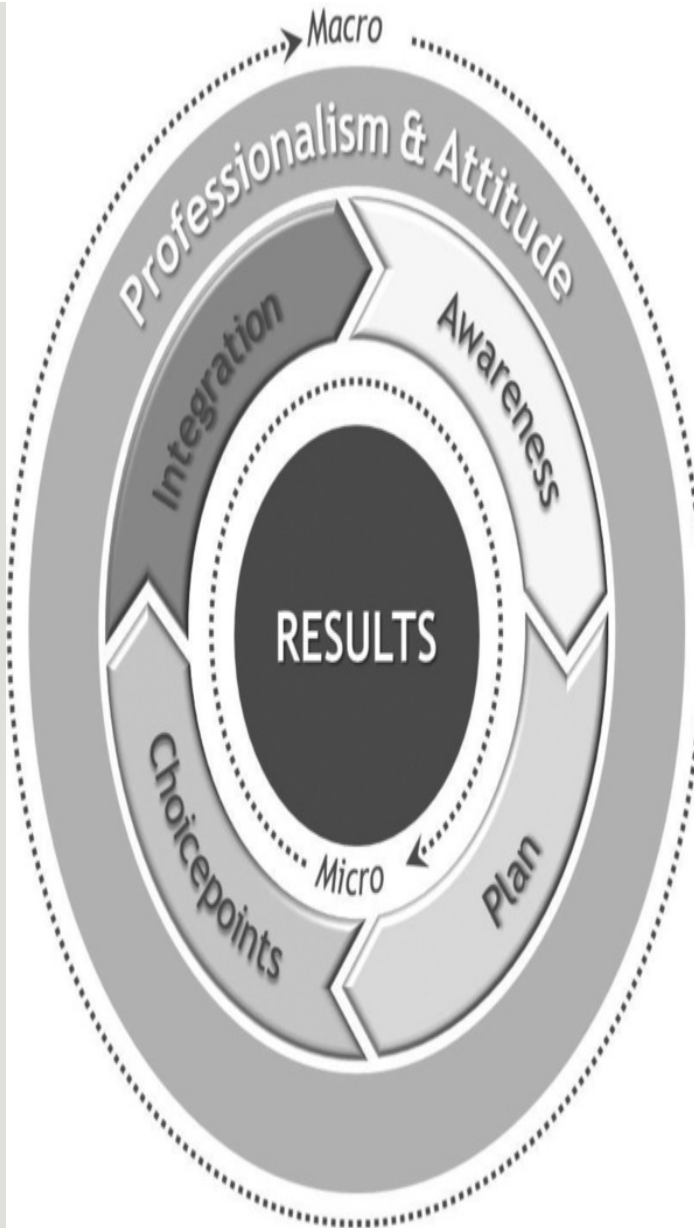 Macro
Professionalism & Attitude
Integration
Awareness
RESULTS
Choicepoints
Micro
Plan